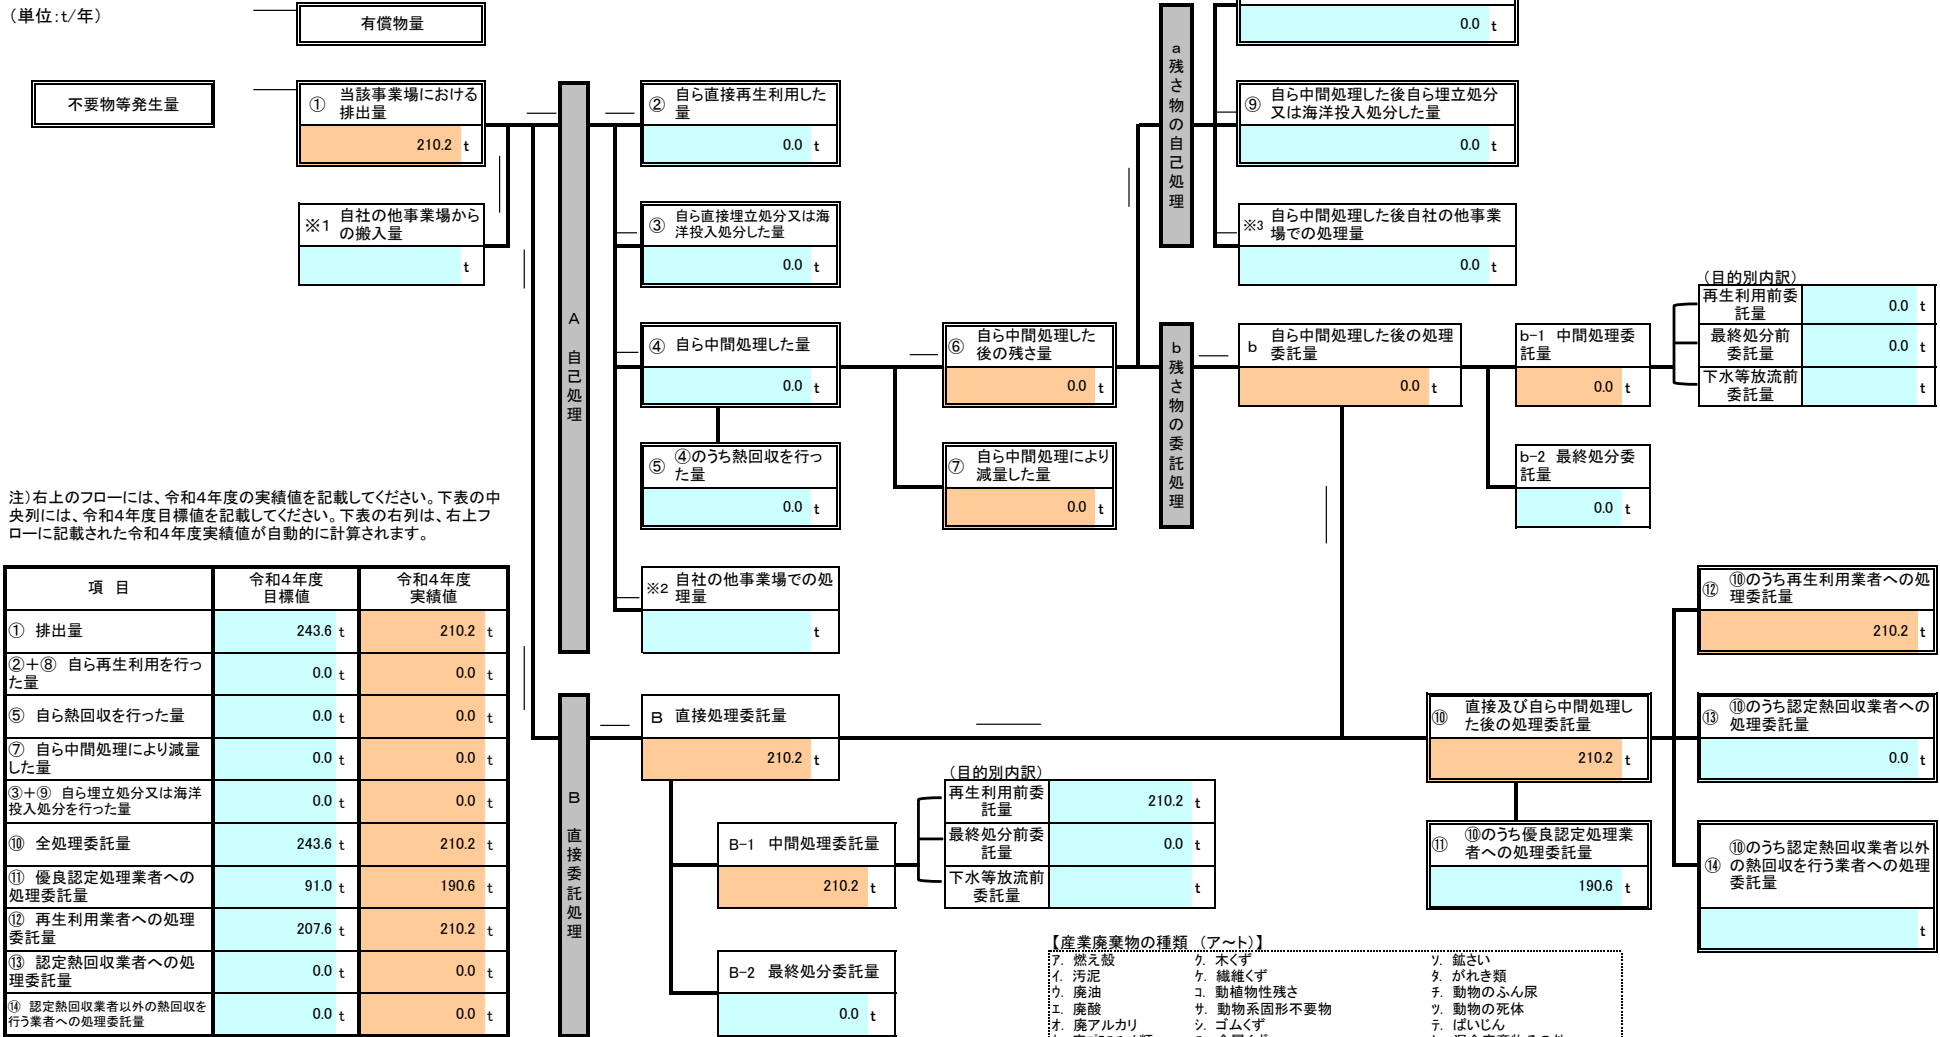 （単位：t/年）
有償物量
0.0 t
不要物等発生量
① 当該事業場における
排出量
210.2 t
② 自ら直接再生利用した
量
0.0 t
a
残さ物の自己処理
⑨ 自ら中間処理した後自ら埋立処分
又は海洋投入処分した量
0.0 t
※1 自社の他事業場から
の搬入量
t
③ 自ら直接埋立処分又は海
洋投入処分した量
0.0 t
※3 自ら中間処理した後自社の他事業
場での処理量
0.0 t
A
自己処理
④ 自ら中間処理した量
0.0 t
⑥ 自ら中間処理した
後の残さ量
0.0 t
b
残さ物の委託処理
b 自ら中間処理した後の処理
委託量
0.0 t
b-1 中間処理委
託量
0.0 t
（目的別内訳）
再生利用前委
託量
0.0 t
最終処分前
委託量
0.0 t
下水等放流前
委託量
t
⑤ ④のうち熱回収を行っ
た量
0.0 t
⑦ 自ら中間処理により
減量した量
0.0 t
b-2 最終処分委
託量
0.0 t
注）右上のフローには、令和４年度の実績値を記載してください。下表の中
央列には、令和４年度目標値を記載してください。下表の右列は、右上フ
ローに記載された令和４年度実績値が自動的に計算されます。
※2 自社の他事業場での処
理量
t
項 目
令和４年度
目標値
令和４年度
実績値
① 排出量 243.6 t 210.2 t
②＋⑧ 自ら再生利用を行っ
た量 0.0 t 0.0 t
⑤ 自ら熱回収を行った量 0.0 t 0.0 t
⑦ 自ら中間処理により減量
した量 0.0 t 0.0 t
③＋⑨ 自ら埋立処分又は海洋
投入処分を行った量 0.0 t 0.0 t
⑩ 全処理委託量 243.6 t 210.2 t
⑪ 優良認定処理業者への
処理委託量 91.0 t 190.6 t
⑫ 再生利用業者への処理
委託量 207.6 t 210.2 t
⑬ 認定熱回収業者への処
理委託量 0.0 t 0.0 t
⑭ 認定熱回収業者以外の熱回収を
行う業者への処理委託量 0.0 t 0.0 t
B
直接委託処理
B 直接処理委託量
210.2 t
B-1 中間処理委託量
210.2 t
（目的別内訳）
再生利用前委
託量
210.2 t
最終処分前委
託量
0.0 t
下水等放流前
委託量
t
B-2 最終処分委託量
0.0 t
⑩ 直接及び自ら中間処理し
た後の処理委託量
210.2 t
⑪ ⑩のうち優良認定処理業
者への処理委託量
190.6 t
⑫ ⑩のうち再生利用業者への処
理委託量
210.2 t
⑬ ⑩のうち認定熱回収業者への
処理委託量
0.0 t
⑭ ⑩のうち認定熱回収業者以外
の熱回収を行う業者への処理
委託量
t
【産業廃棄物の種類 （ア～ト）】
ア. 燃え殻 ク. 木くず ソ. 鉱さい
イ. 汚泥 ケ. 繊維くず タ. がれき類
ウ. 廃油 コ. 動植物性残さ チ. 動物のふん尿
エ. 廃酸 サ. 動物系固形不要物 ツ. 動物の死体
オ. 廃アルカリ シ. ゴムくず テ. ばいじん